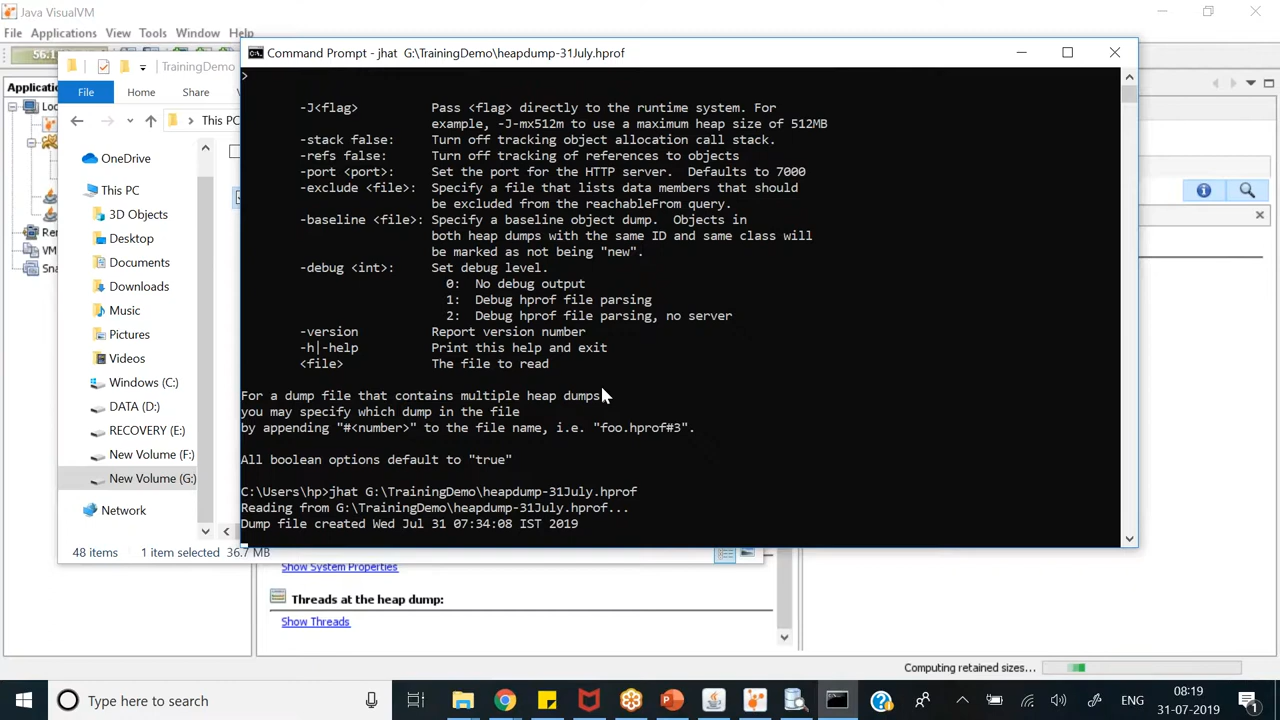 Java VisualVM
File Applications View Tools Window Help
56.1
TrainingDemo
Command Prompt - jhat  G:\TrainingDemo\heapdump-31July.hprof
File Home Share
This PC
OneDrive
This PC
3D Objects
Desktop
Documents
Downloads
Music
Pictures
Videos
Windows (C:)
DATA (D:)
RECOVERY (E:)
New Volume (F:)
New Volume (G:)
Network
48 items 1 item selected 36.7 MB
>
-J<flag> Pass <flag> directly to the runtime system. For
example, -J-mx512m to use a maximum heap size of 512MB
-stack false: Turn off tracking object allocation call stack.
-refs false: Turn off tracking of references to objects
-port <port>: Set the port for the HTTP server.  Defaults to 7000
-exclude <file>: Specify a file that lists data members that should
be excluded from the reachableFrom query.
-baseline <file>: Specify a baseline object dump.  Objects in
both heap dumps with the same ID and same class will
be marked as not being "new".
-debug <int>: Set debug level.
0:  No debug output
1:  Debug hprof file parsing
2:  Debug hprof file parsing, no server
-version Report version number
-h|-help Print this help and exit
<file> The file to read
For a dump file that contains multiple heap dumps,
you may specify which dump in the file
by appending "#<number>" to the file name, i.e. "foo.hprof#3".
All boolean options default to "true"
C:\Users\hp>jhat G:\TrainingDemo\heapdump-31July.hprof
Reading from G:\TrainingDemo\heapdump-31July.hprof...
Dump file created Wed Jul 31 07:34:08 IST 2019
Show System Properties
Threads at the heap dump:
Show Threads
Computing retained sizes...
Type here to search
ENG
08:19
31-07-2019